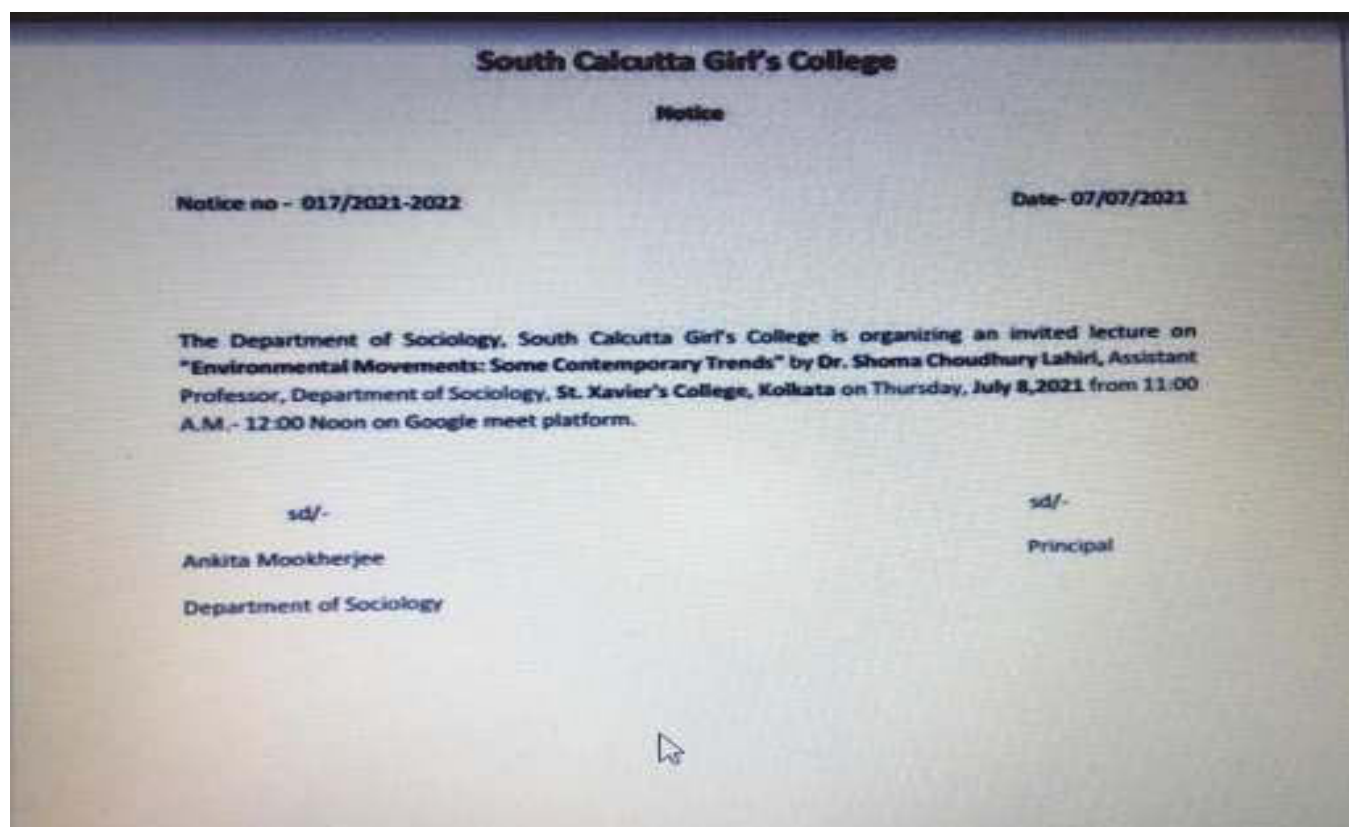 South Calcutta Girl's College
Notice
Notice no - 017/2021-2022
Date- 07/07/2021
The Department of Sociology, South Calcutta Girl's College is organizing an invited lecture on
"Environmental Movements: Some Contemporary Trends" by Dr. Shoma Choudhury Lahiri, Assistant
Professor, Department of Sociology, St. Xavier's College, Kolkata on Thursday, July 8,2021 from 11:00
A.M.- 12:00 Noon on Google meet platform.
sd/-
sd/-
Ankita Mookherjee
Principal
Department of Sociology